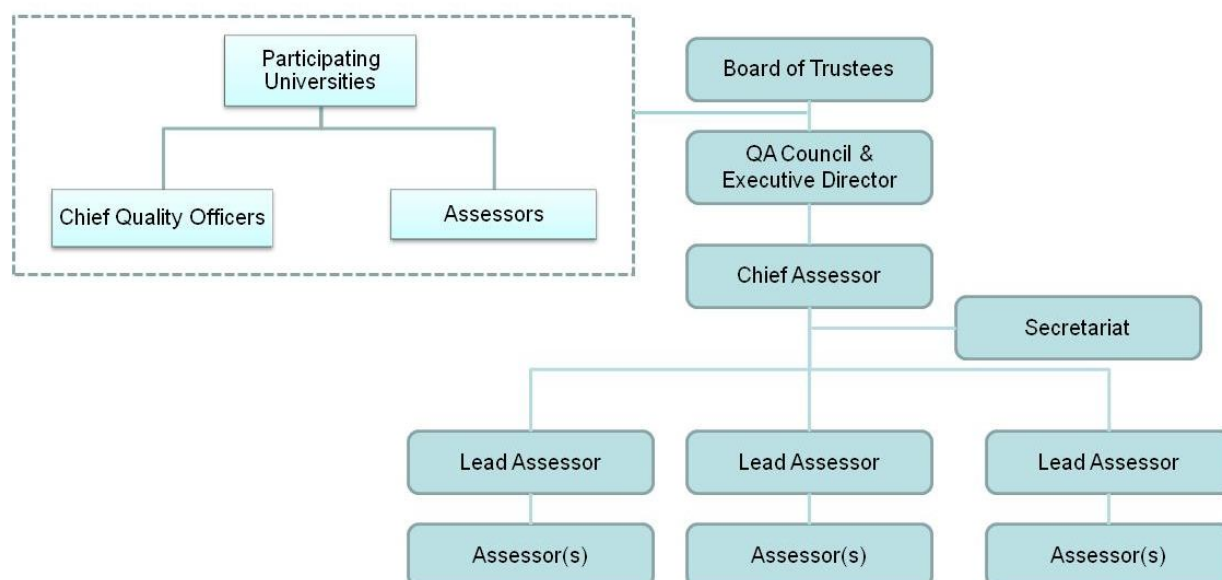 Participating
Universities
Chief Quality Officers
Assessors
Board of Trustees
QA Council &
Executive Director
Chief Assessor
Secretariat
Lead Assessor
Lead Assessor
Lead Assessor
Assessor(s)
Assessor(s)
Assessor(s)